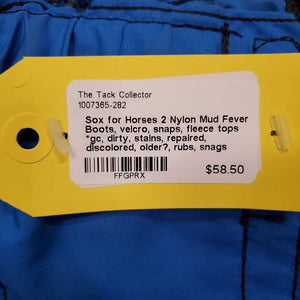 The Tack Collector
1007365-282
Sox for Horses 2 Nylon Mud Fever
Boots, velcro, snaps, fleece tops
*gc, dirty, stains, repaired,
discolored, older?, rubs, snags
FFGPRX
$58.50